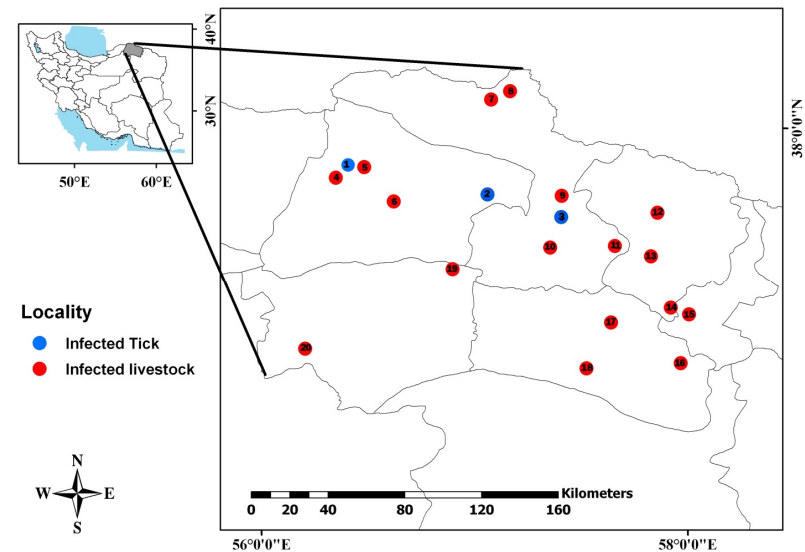 40°N
30°N
50°E
60°E
38°0'0"N
8
7
1
5
4
2
9
6
12
3
11
10
13
19
14
15
17
20
16
18
Locality
Infected Tick
Infected livestock
N
W
E
S
Kilometers
0 20 40 80 120 160
56°0'0"E
58°0'0"E